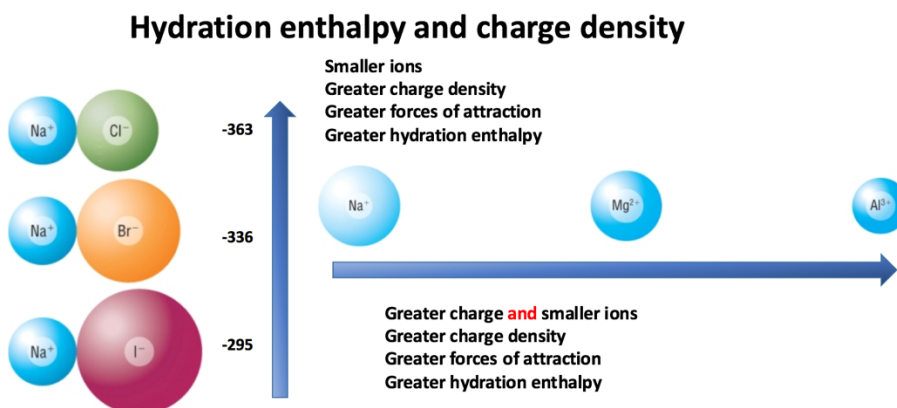 Hydration enthalpy and charge density
Smaller ions
Greater charge density
Greater forces of attraction
Greater hydration enthalpy
Na⁺ Cl⁻ -363
Na⁺ Mg²⁺ Al³⁺
Na⁺ Br⁻ -336
Greater charge and smaller ions
Greater charge density
Greater forces of attraction
Greater hydration enthalpy
Na⁺ I⁻ -295